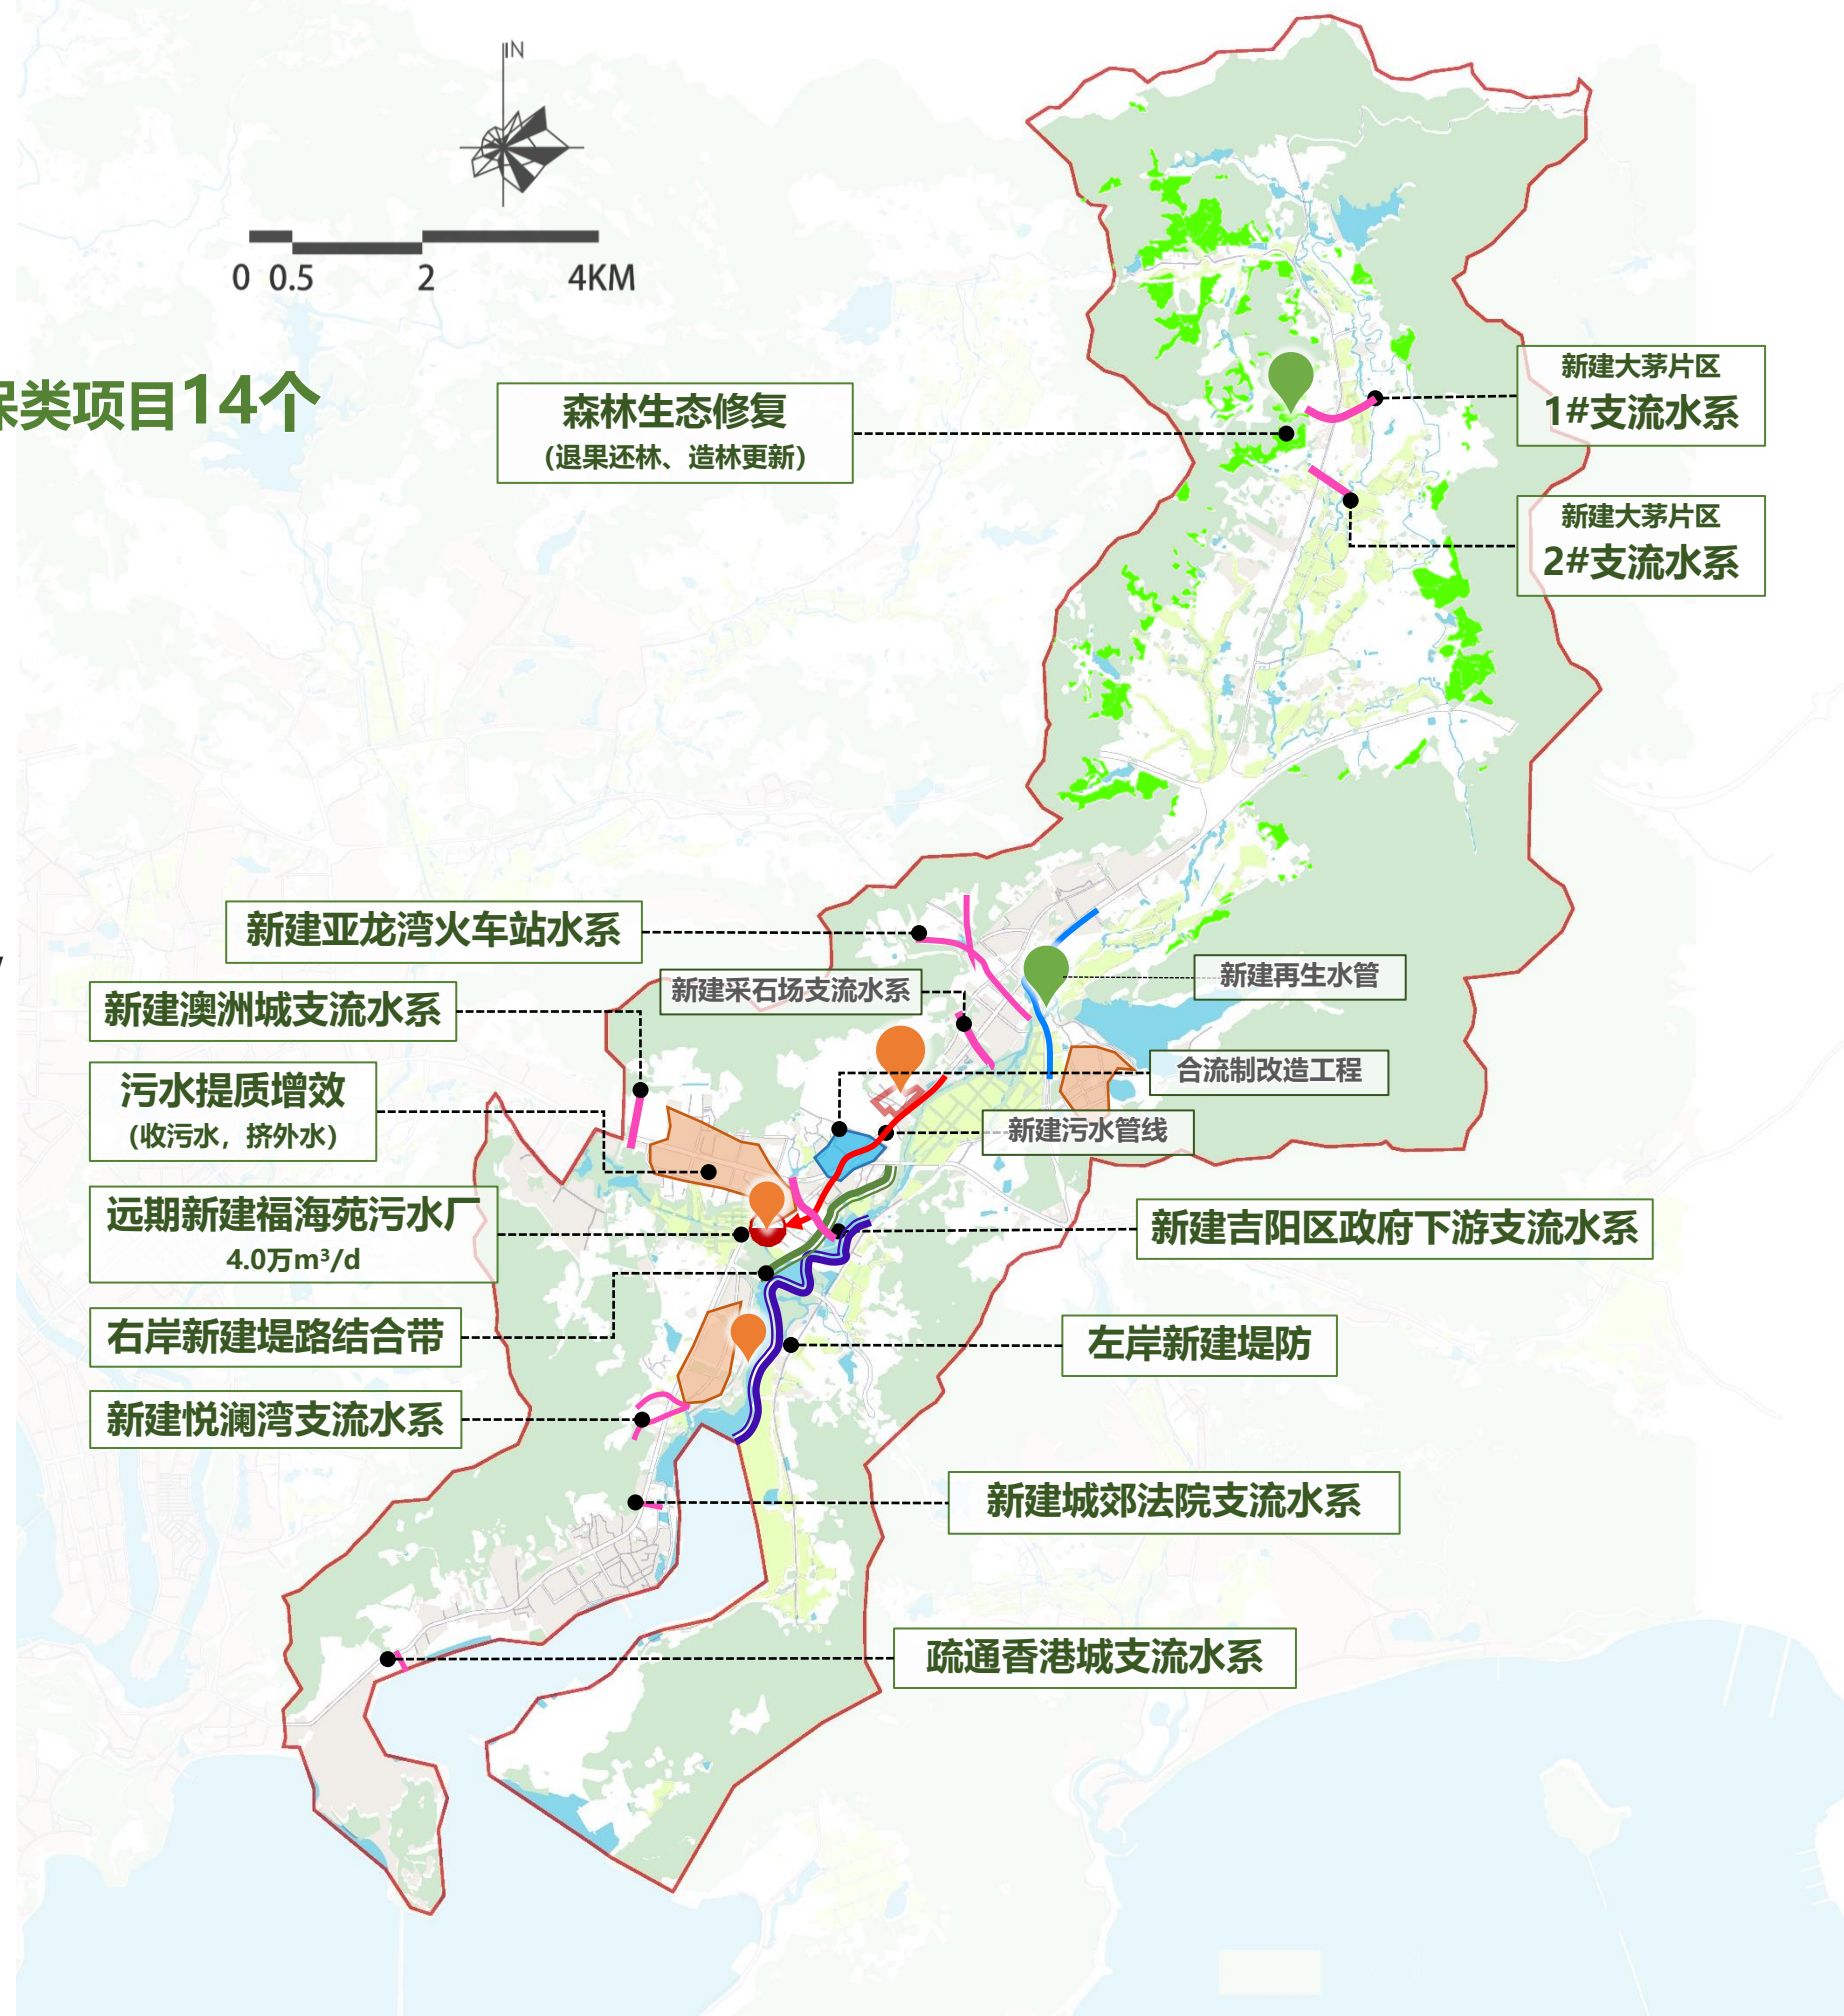 N
0 0.5 2 4KM
类项目14个
森林生态修复
(退果还林、造林更新)
新建大茅片区
1#支流水系
新建大茅片区
2#支流水系
新建亚龙湾火车站水系
新建采石场支流水系
新建再生水管
新建澳洲城支流水系
污水提质增效
(收污水，挤外水)
合流制改造工程
新建污水管线
远期新建福海苑污水厂
4.0万m³/d
新建吉阳区政府下游支流水系
右岸新建堤路结合带
左岸新建堤防
新建悦澜湾支流水系
新建城郊法院支流水系
疏通香港城支流水系